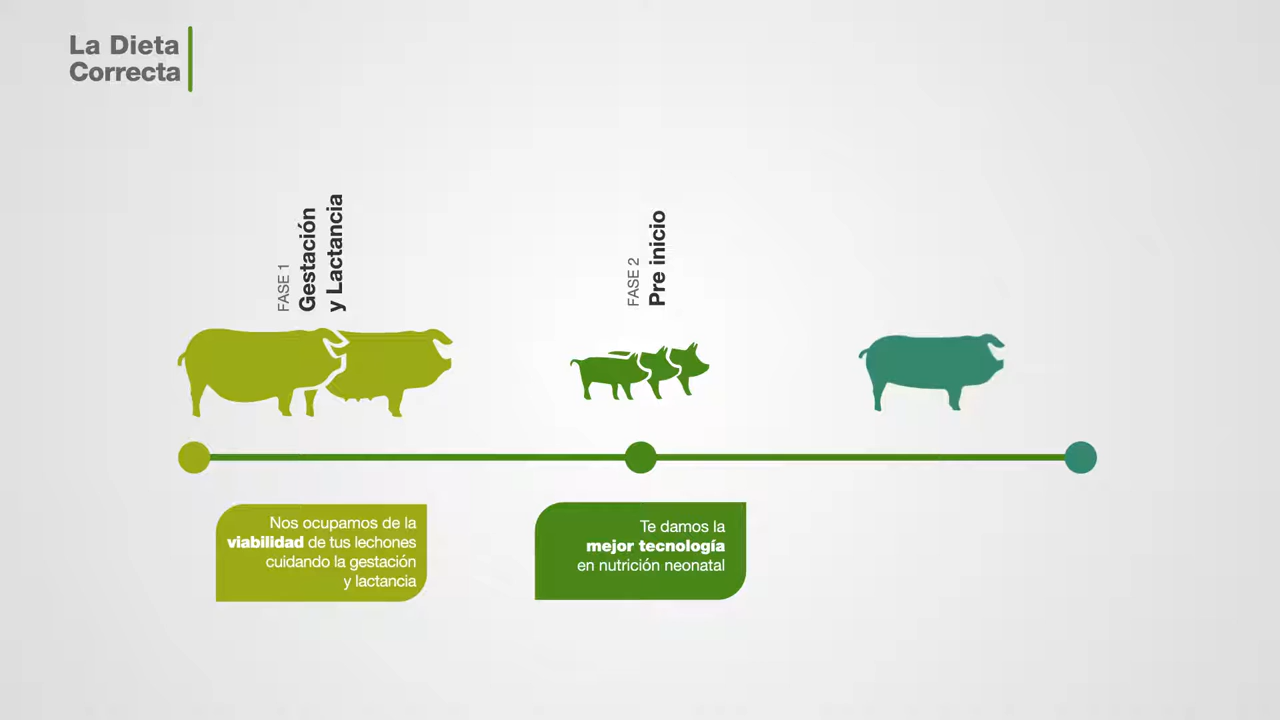 La Dieta
Correcta
FASE 1
Gestación
y Lactancia
FASE 2
Pre inicio
Nos ocupamos de la
viabilidad de tus lechones
cuidando la gestación
y lactancia
Te damos la
mejor tecnología
en nutrición neonatal